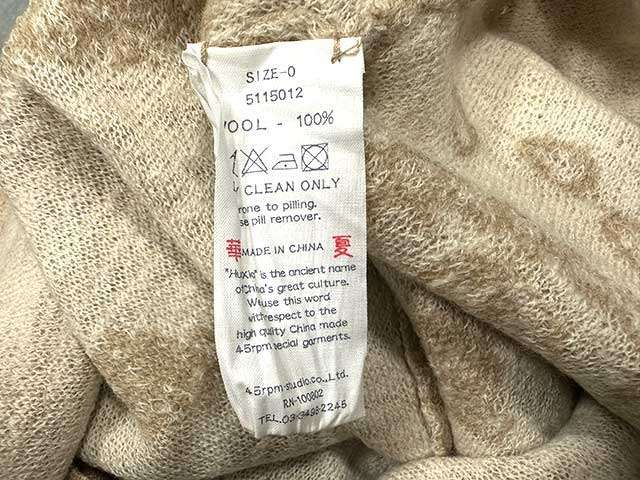 SIZE-0
5115012
OOL - 100%
CLEAN ONLY
rone to pilling.
se pill remover.
華 MADE IN CHINA 夏
"Huxia" is the ancient name
of China's great culture.
We use this word
with respect to the
high quality China made
45rpm ecial garments.
45rpm studio co., Ltd.
RN-100802
TEL.03-3498-2245